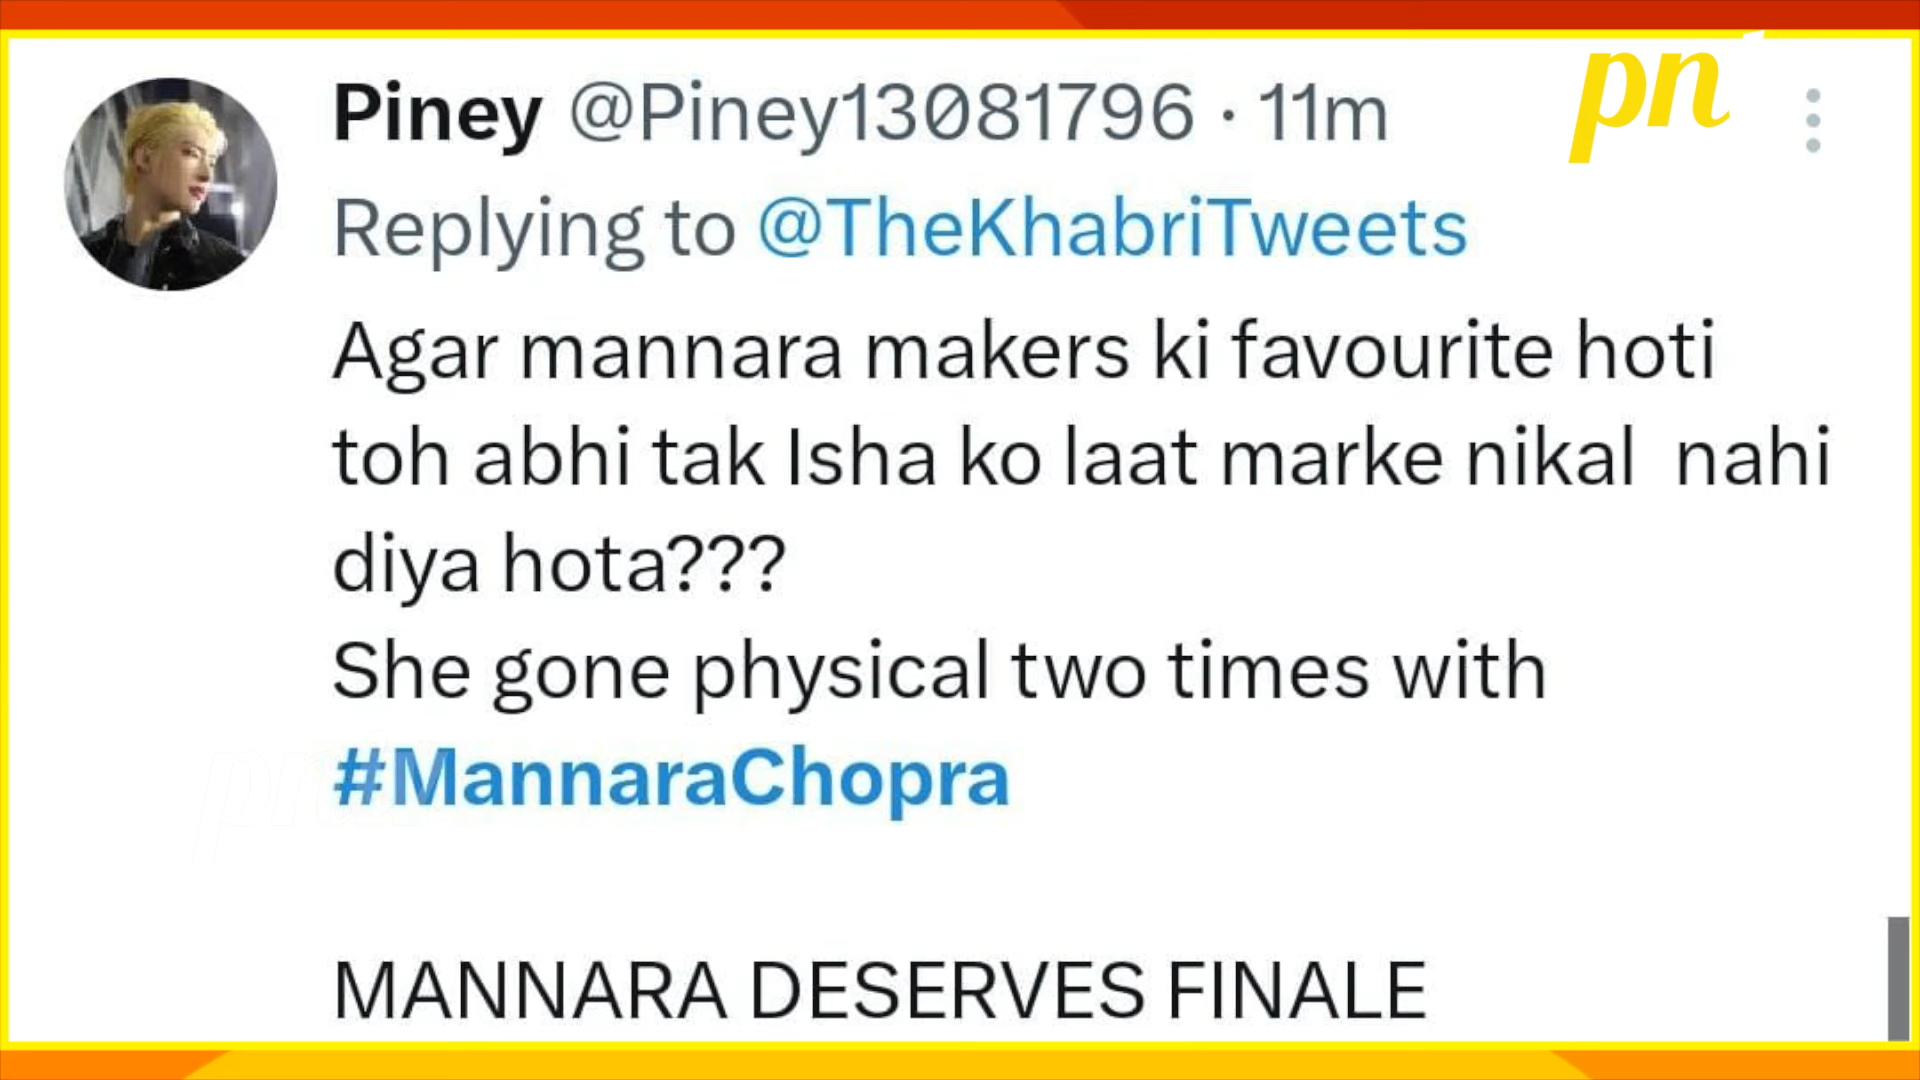 pn
Piney @Piney13081796 · 11m
Replying to @TheKhabriTweets
Agar mannara makers ki favourite hoti
toh abhi tak Isha ko laat marke nikal  nahi
diya hota???
She gone physical two times with
#MannaraChopra
MANNARA DESERVES FINALE